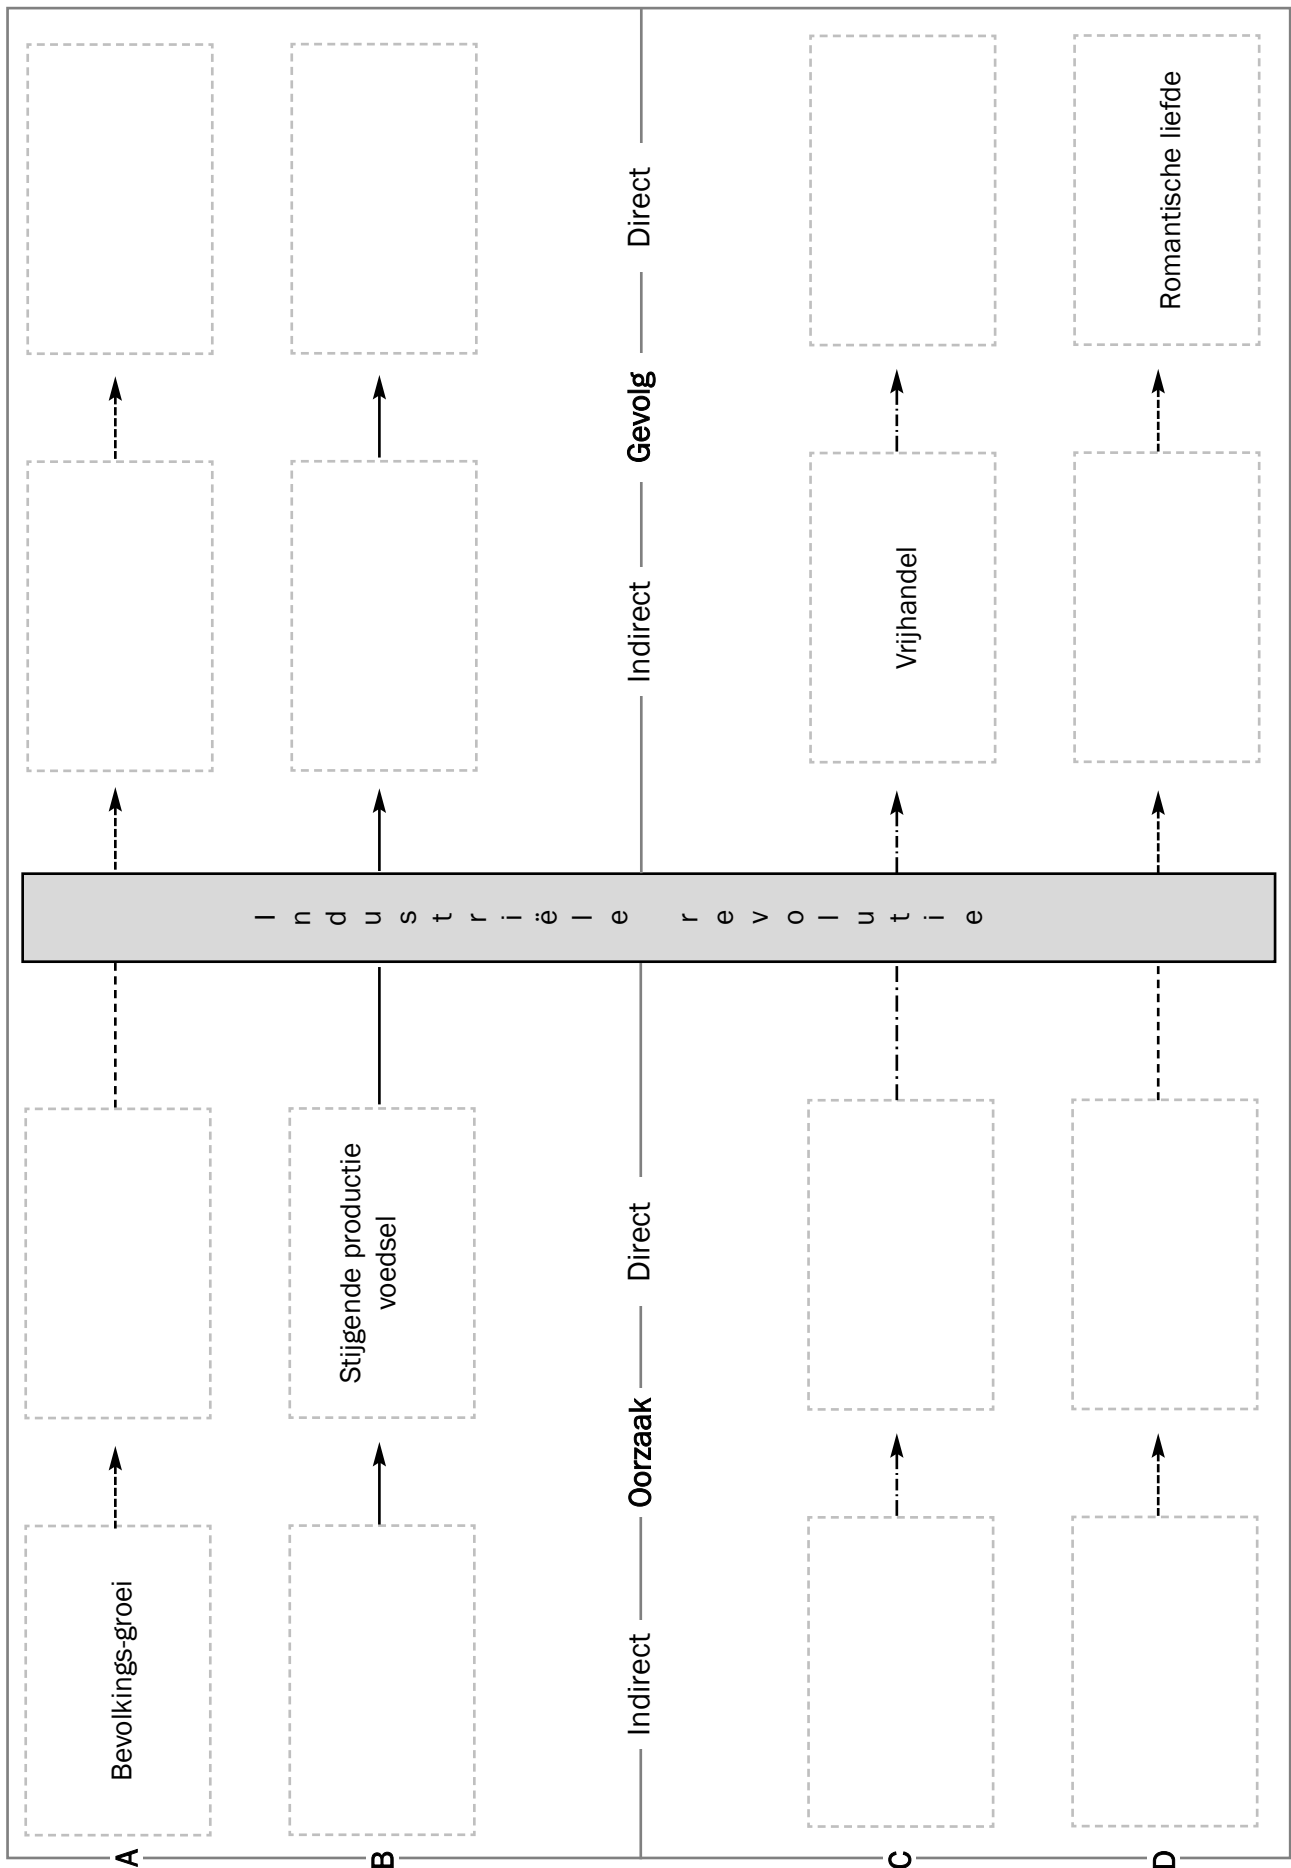 A
Bevolkings-groei
B
Stijgende productie
voedsel
Indirect
Oorzaak
Direct
Industriële revolutie
Indirect
Gevolg
Direct
C
Vrijhandel
D
Romantische liefde